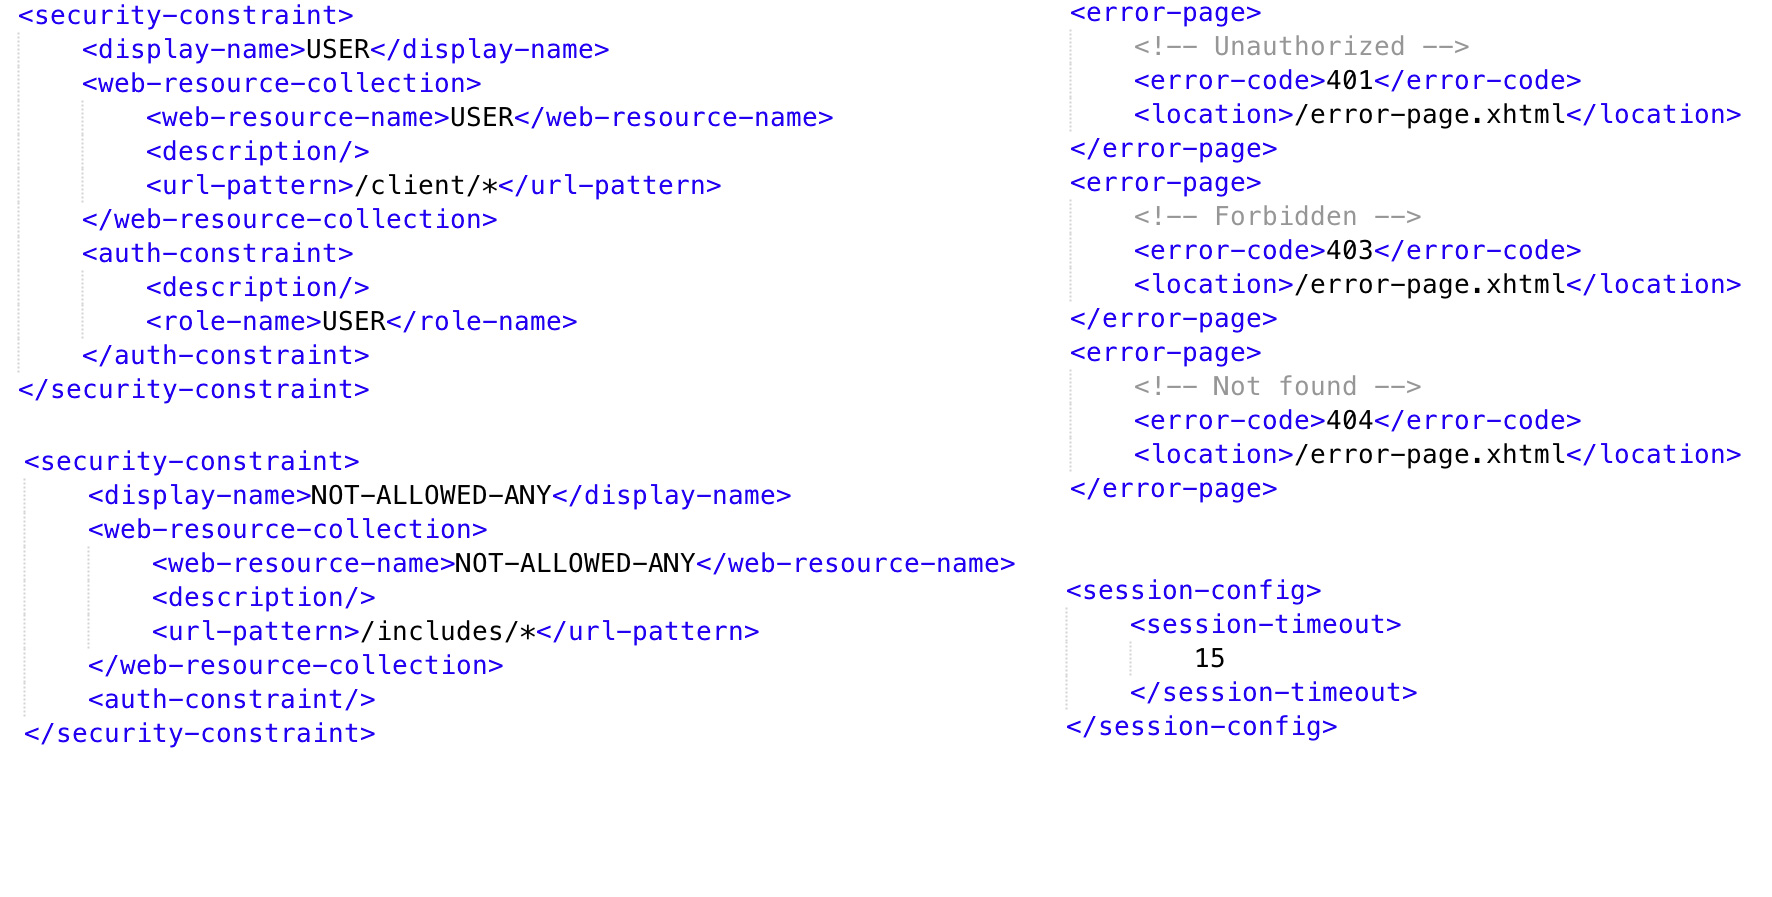 <security-constraint>
<display-name>USER</display-name>
<web-resource-collection>
<web-resource-name>USER</web-resource-name>
<description/>
<url-pattern>/client/*</url-pattern>
</web-resource-collection>
<auth-constraint>
<description/>
<role-name>USER</role-name>
</auth-constraint>
</security-constraint>
<security-constraint>
<display-name>NOT-ALLOWED-ANY</display-name>
<web-resource-collection>
<web-resource-name>NOT-ALLOWED-ANY</web-resource-name>
<description/>
<url-pattern>/includes/*</url-pattern>
</web-resource-collection>
<auth-constraint/>
</security-constraint>
<error-page>
<!-- Unauthorized -->
<error-code>401</error-code>
<location>/error-page.xhtml</location>
</error-page>
<error-page>
<!-- Forbidden -->
<error-code>403</error-code>
<location>/error-page.xhtml</location>
</error-page>
<error-page>
<!-- Not found -->
<error-code>404</error-code>
<location>/error-page.xhtml</location>
</error-page>
<session-config>
<session-timeout>
15
</session-timeout>
</session-config>